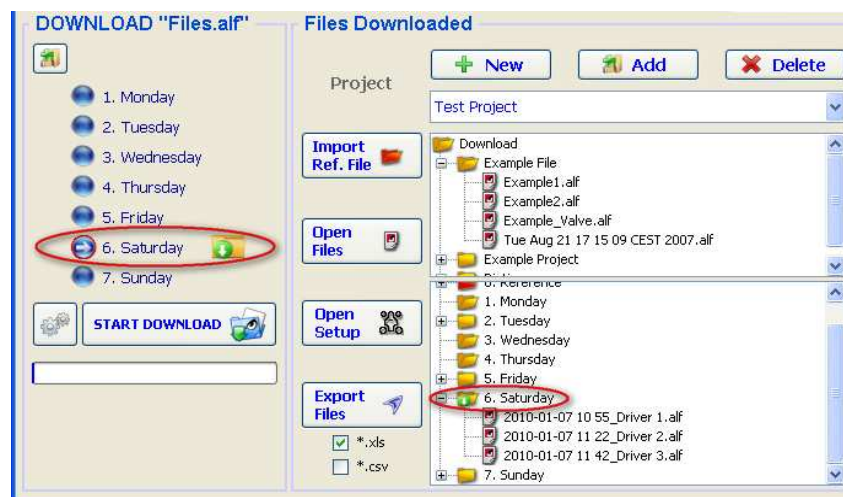 DOWNLOAD "Files.alf"
1. Monday
2. Tuesday
3. Wednesday
4. Thursday
5. Friday
6. Saturday
7. Sunday
START DOWNLOAD
Files Downloaded
Project
New
Add
Delete
Test Project
Import
Ref. File
Open
Files
Open
Setup
Export
Files
*.xls
*.csv
Download
Example File
Example1.alf
Example2.alf
Example_Valve.alf
Tue Aug 21 17 15 09 CEST 2007.alf
Example Project
1. Monday
2. Tuesday
3. Wednesday
4. Thursday
5. Friday
6. Saturday
2010-01-07 10 55_Driver 1.alf
2010-01-07 11 22_Driver 2.alf
2010-01-07 11 42_Driver 3.alf
7. Sunday